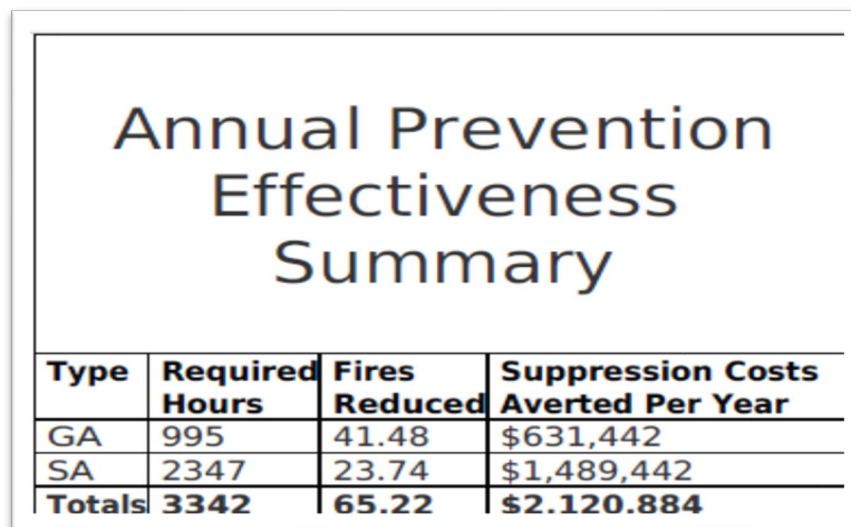 Annual Prevention
Effectiveness
Summary
Type Required Hours Fires Reduced Suppression Costs Averted Per Year
GA 995 41.48 $631,442
SA 2347 23.74 $1,489,442
Totals 3342 65.22 $2,120,884